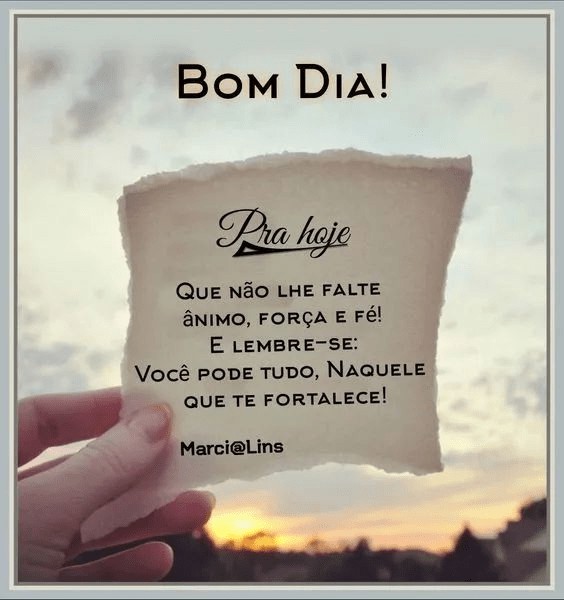 Bom Dia!
Pra hoje
Que não lhe falte
ânimo, força e fé!
E lembre-se:
Você pode tudo, Naquele
que te fortalece!
Marci@Lins